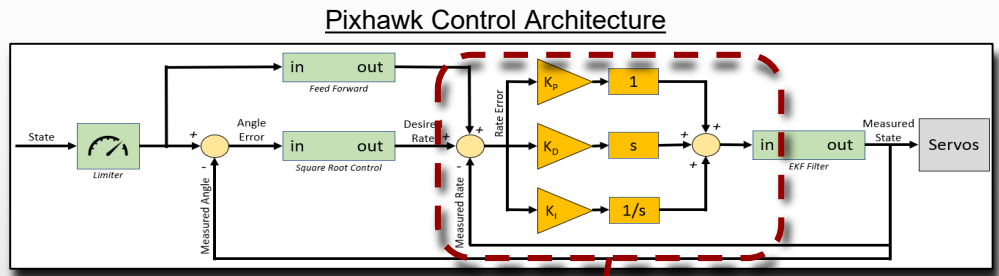 Pixhawk Control Architecture
State
Limiter
+
-
Measured Angle
Angle
Error
in out
Feed Forward
in out
Square Root Control
Desire
Rate
+
+
-
Measured Rate
Rate Error
K_P
1
K_D
s
K_I
1/s
+
+
+
in out
EKF Filter
Measured
State
Servos